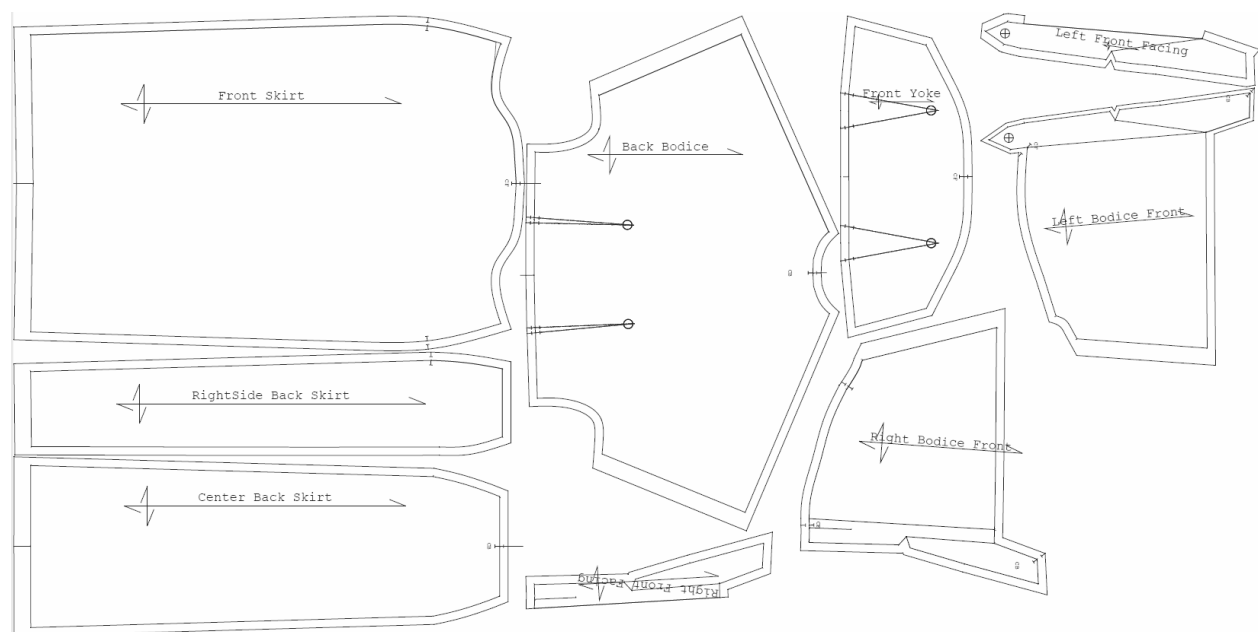 Front Skirt
Back Bodice
Front Yoke
Left Front Facing
Left Bodice Front
RightSide Back Skirt
Right Bodice Front
Center Back Skirt
Right Front Facing